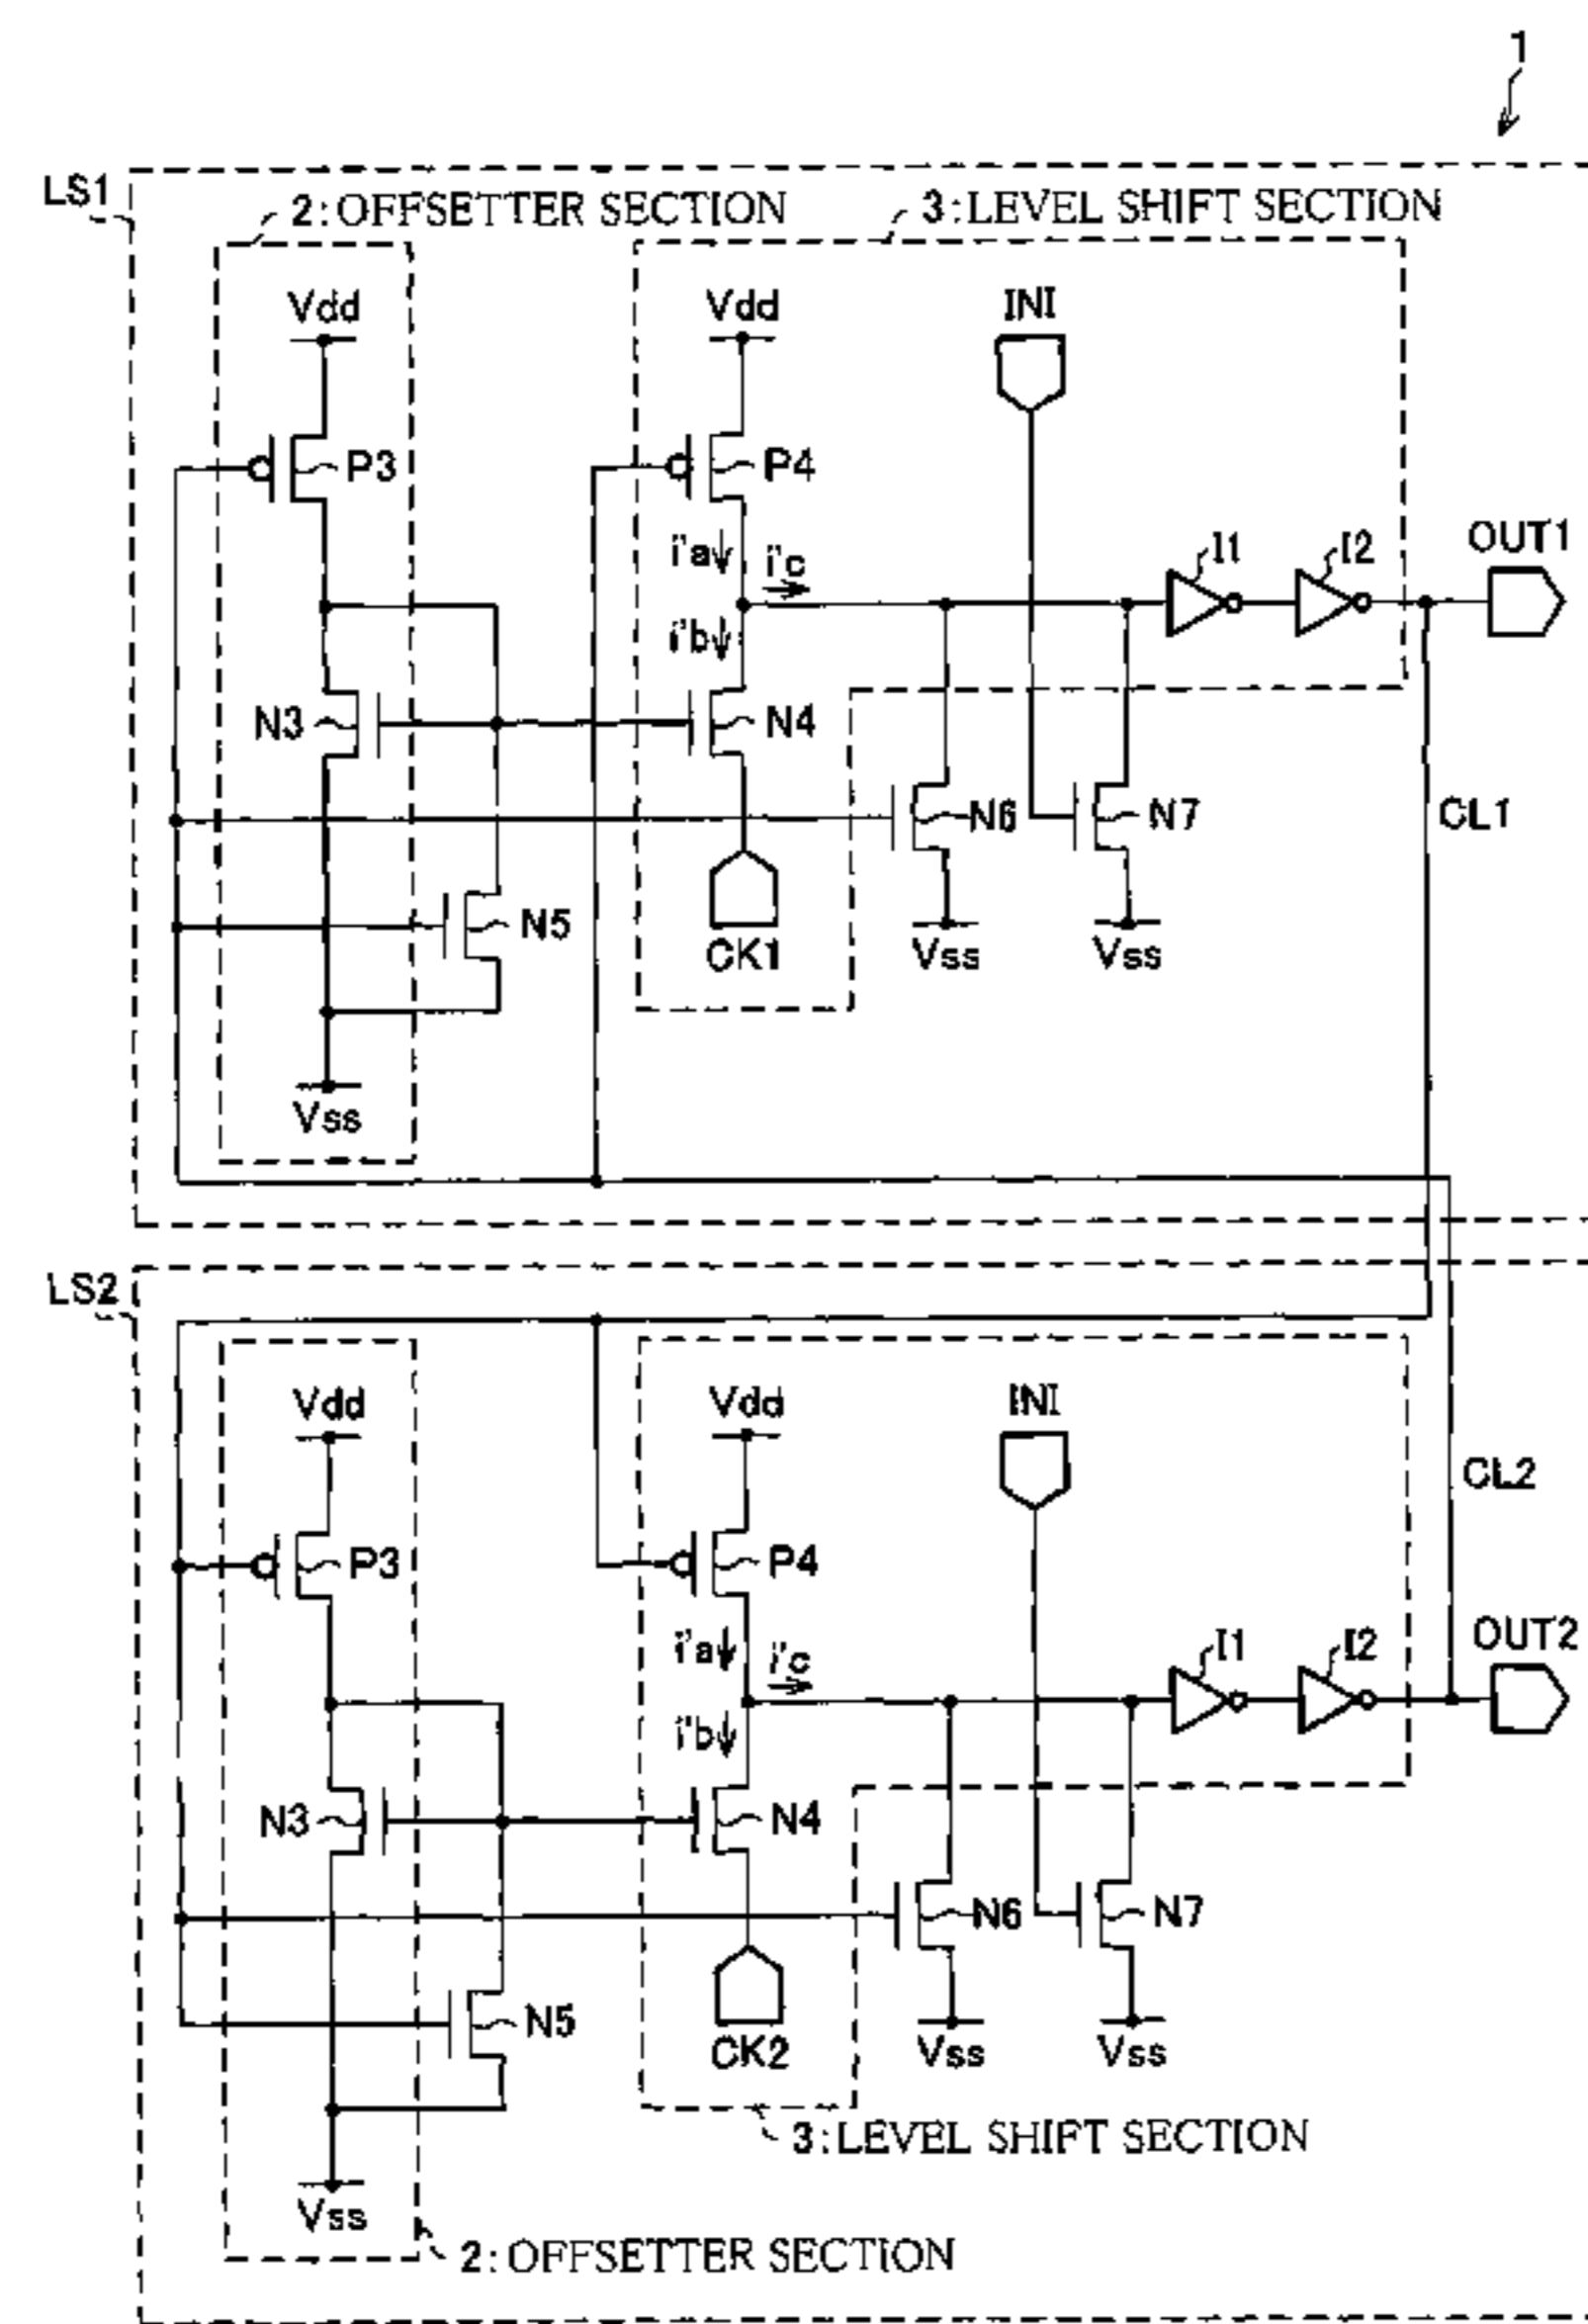 1
LS1
2:OFFSETTER SECTION
3:LEVEL SHIFT SECTION
Vdd
Vdd
INI
P3
P4
i'a
i'c
I1
I2
OUT1
i'b
N3
N4
N6
N7
CL1
N5
CK1
Vss
Vss
Vss
LS2
Vdd
Vdd
INI
CL2
P3
P4
i'a
i'c
I1
I2
OUT2
i'b
N3
N4
N6
N7
N5
CK2
Vss
Vss
3:LEVEL SHIFT SECTION
Vss
2:OFFSETTER SECTION